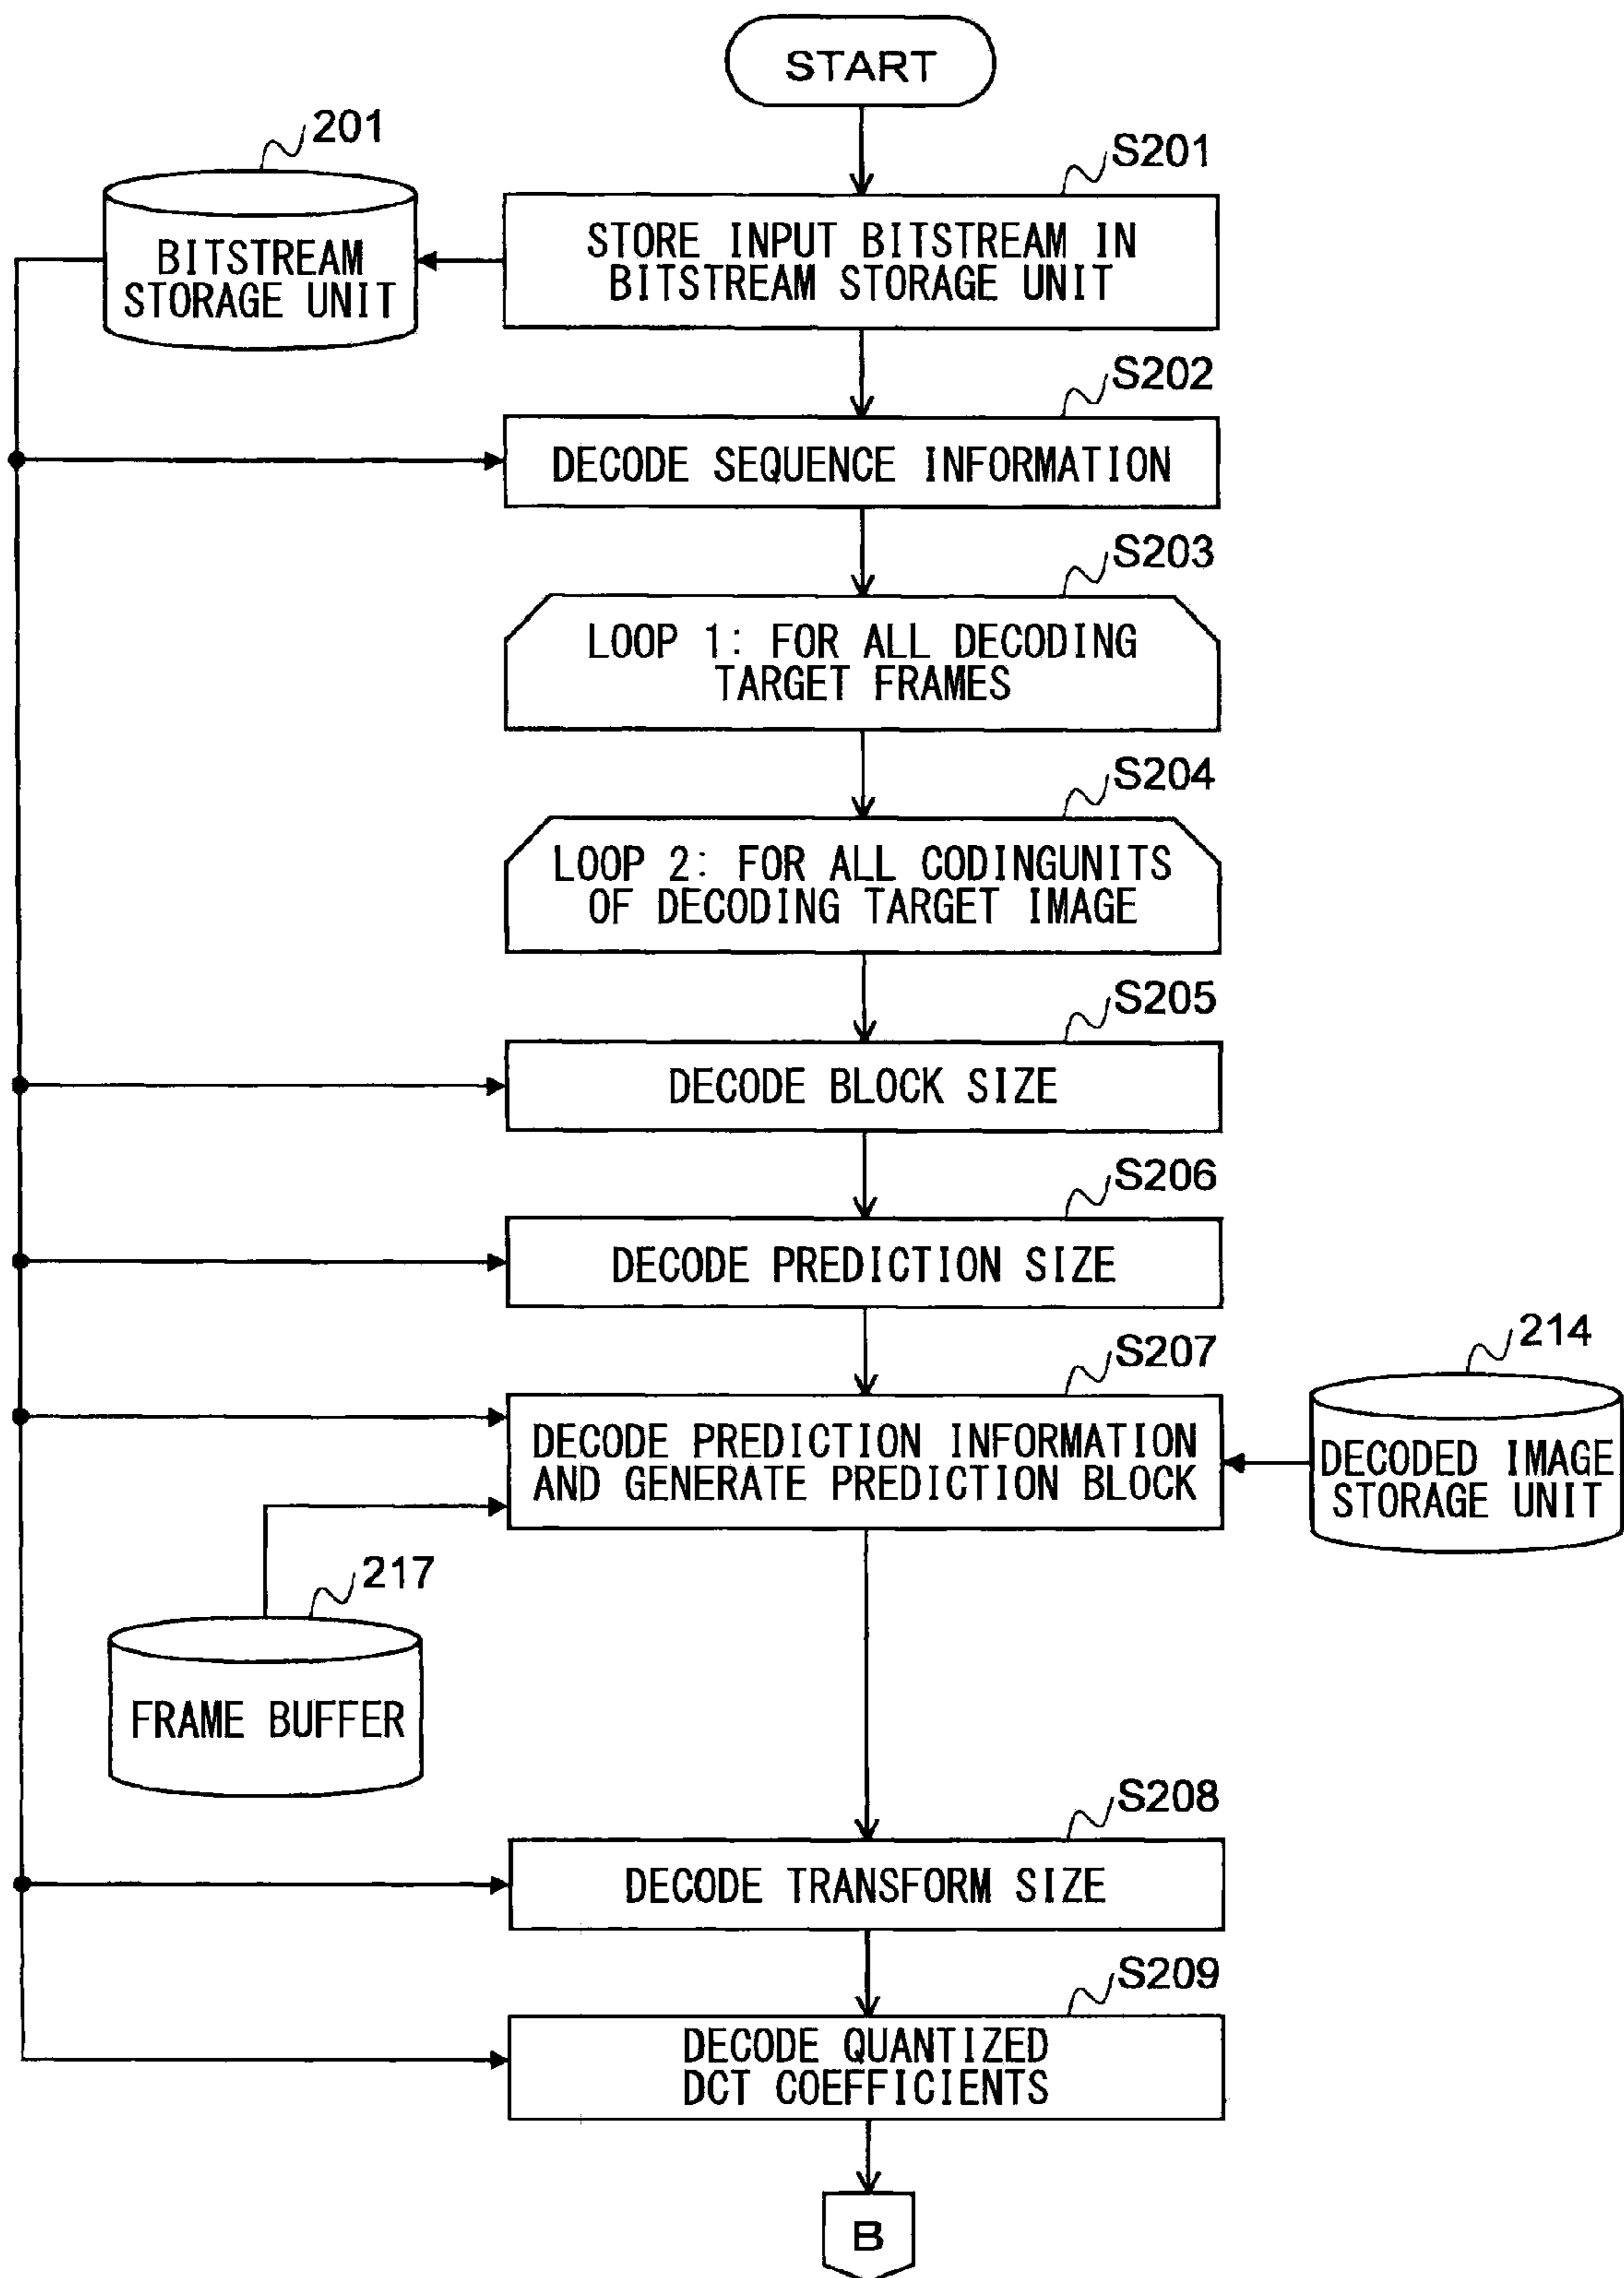 START
201
S201
BITSTREAM
STORAGE UNIT
STORE INPUT BITSTREAM IN
BITSTREAM STORAGE UNIT
S202
DECODE SEQUENCE INFORMATION
S203
LOOP 1: FOR ALL DECODING
TARGET FRAMES
S204
LOOP 2: FOR ALL CODINGUNITS
OF DECODING TARGET IMAGE
S205
DECODE BLOCK SIZE
S206
DECODE PREDICTION SIZE
S207
214
DECODE PREDICTION INFORMATION
AND GENERATE PREDICTION BLOCK
DECODED IMAGE
STORAGE UNIT
217
FRAME BUFFER
S208
DECODE TRANSFORM SIZE
S209
DECODE QUANTIZED
DCT COEFFICIENTS
B